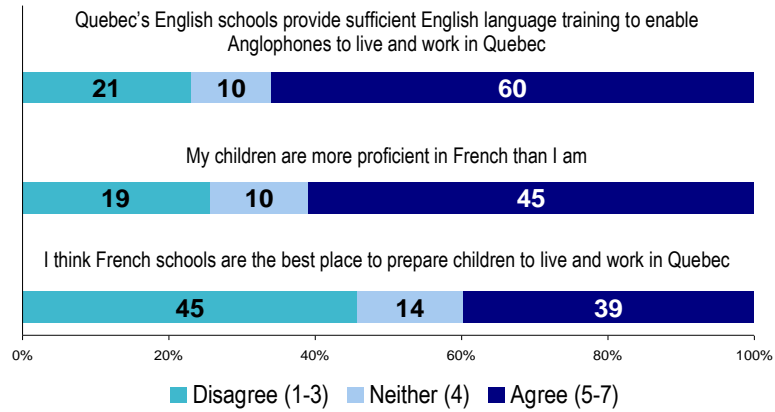 Quebec’s English schools provide sufficient English language training to enable
Anglophones to live and work in Quebec
21 10 60
My children are more proficient in French than I am
19 10 45
I think French schools are the best place to prepare children to live and work in Quebec
45 14 39
0% 20% 40% 60% 80% 100%
Disagree (1-3) Neither (4) Agree (5-7)